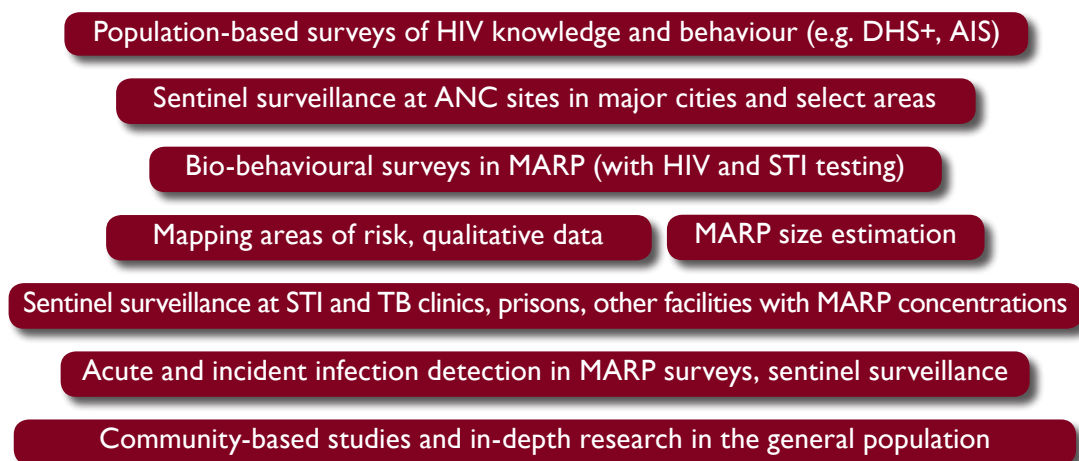 Population-based surveys of HIV knowledge and behaviour (e.g. DHS+, AIS)
Sentinel surveillance at ANC sites in major cities and select areas
Bio-behavioural surveys in MARP (with HIV and STI testing)
Mapping areas of risk, qualitative data
MARP size estimation
Sentinel surveillance at STI and TB clinics, prisons, other facilities with MARP concentrations
Acute and incident infection detection in MARP surveys, sentinel surveillance
Community-based studies and in-depth research in the general population